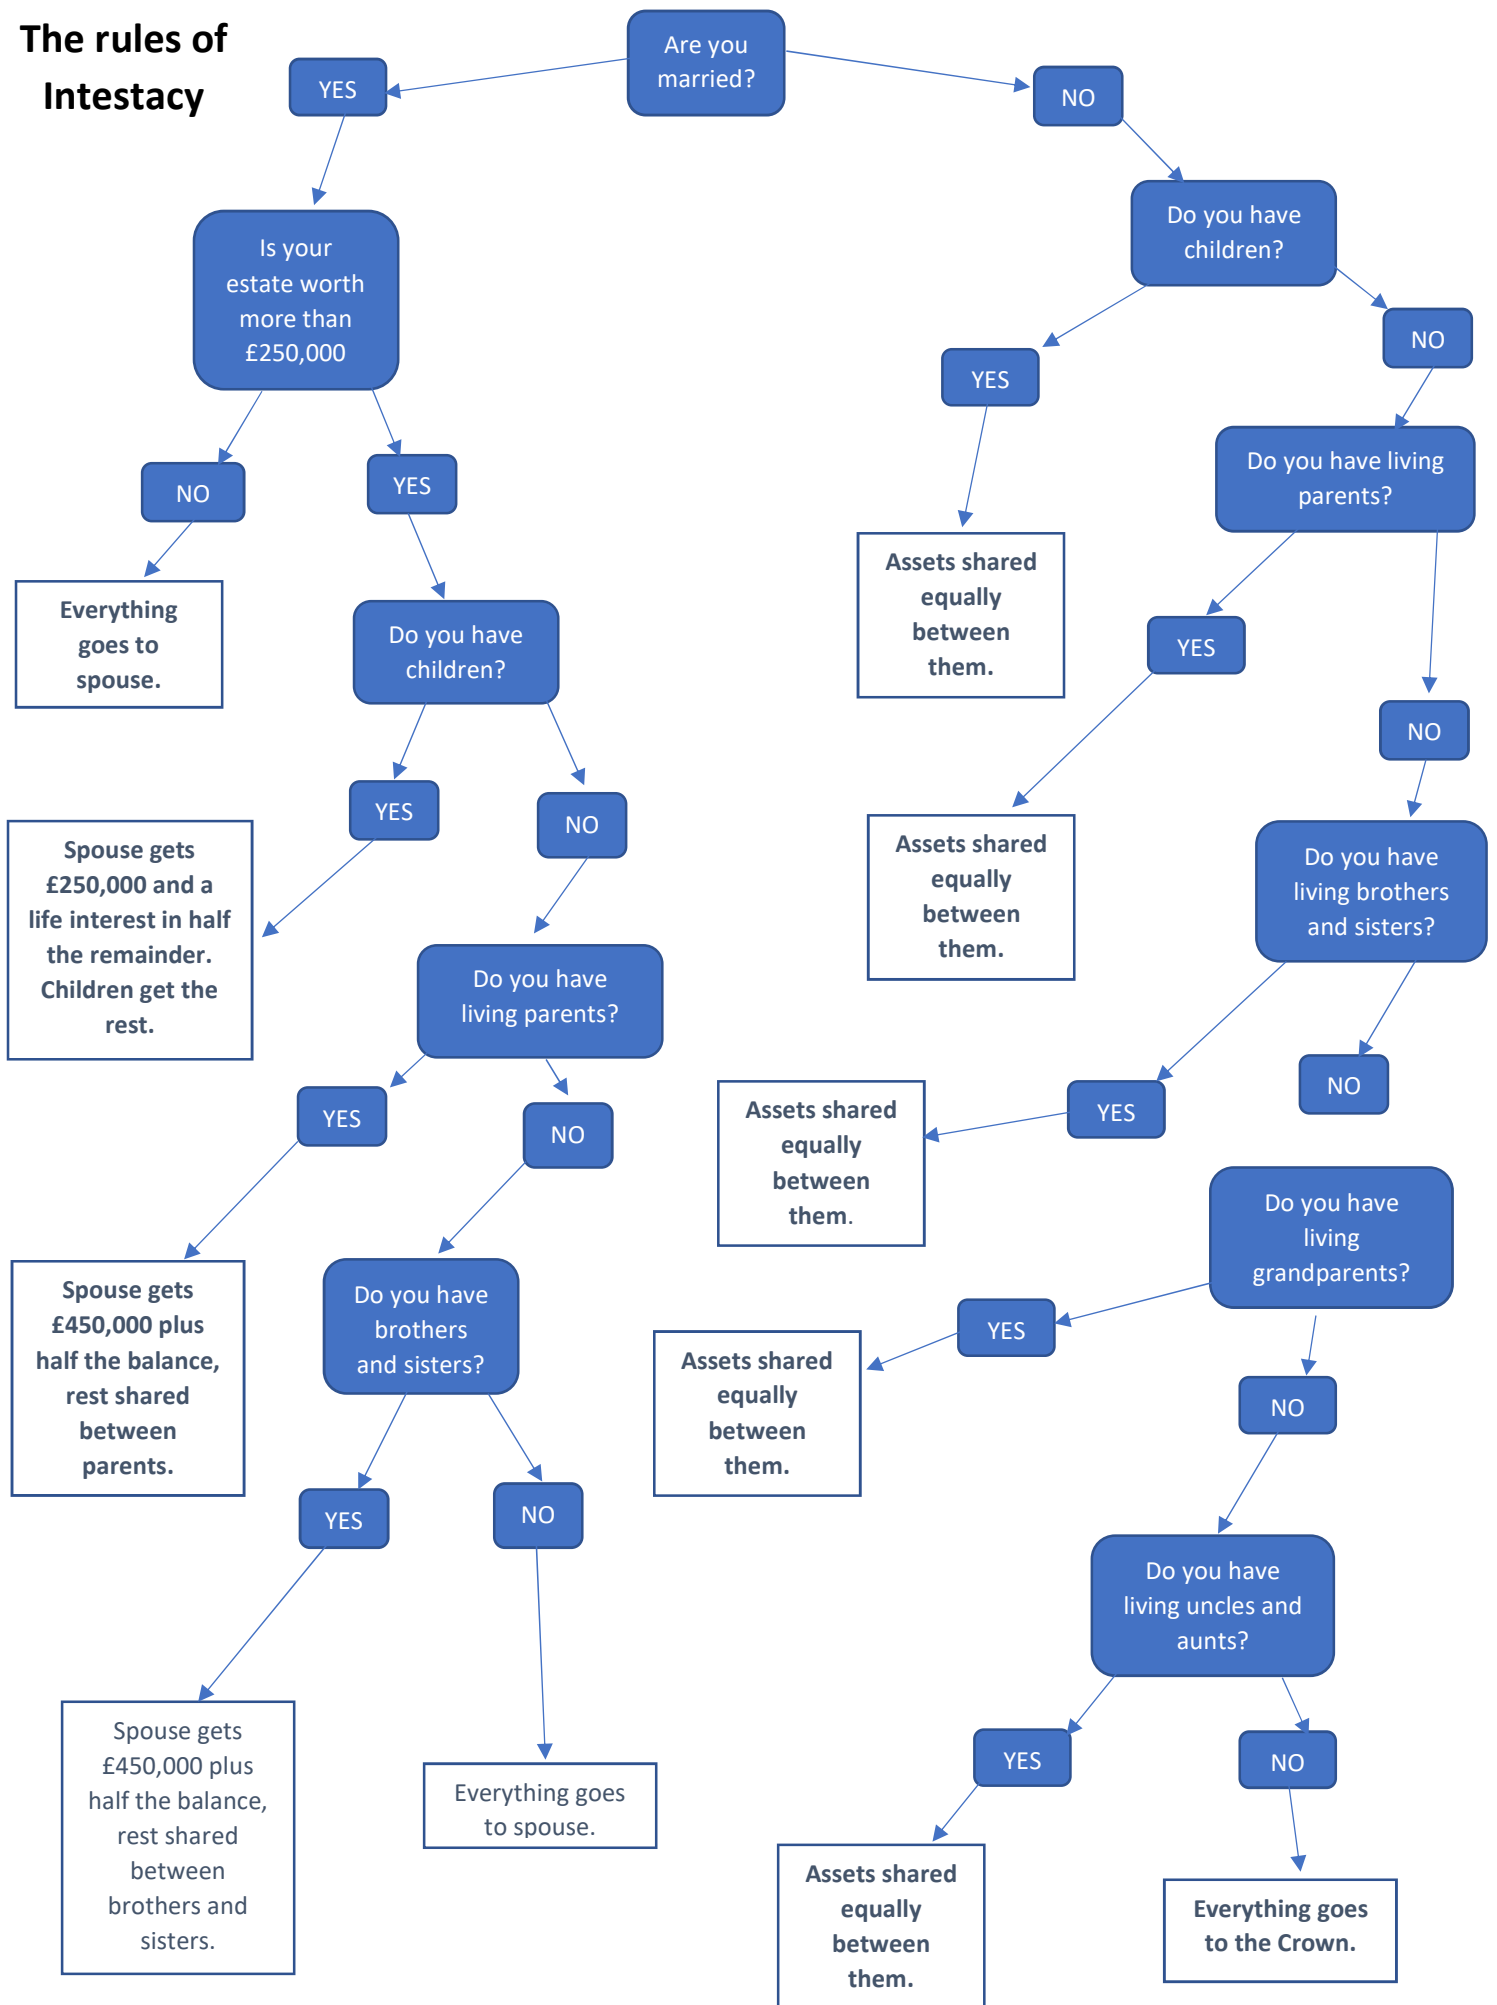 The rules of
Intestacy
Are you
married?
YES
NO
Is your
estate worth
more than
£250,000
NO
YES
Everything
goes to
spouse.
Do you have
children?
YES
NO
Spouse gets
£250,000 and a
life interest in half
the remainder.
Children get the
rest.
Do you have
living parents?
YES
NO
Spouse gets
£450,000 plus
half the balance,
rest shared
between
parents.
Do you have
brothers
and sisters?
YES
NO
Spouse gets
£450,000 plus
half the balance,
rest shared
between
brothers and
sisters.
Everything goes
to spouse.
Do you have
children?
YES
NO
Assets shared
equally
between
them.
Do you have living
parents?
YES
NO
Assets shared
equally
between
them.
Do you have
living brothers
and sisters?
YES
NO
Assets shared
equally
between
them.
Do you have
living
grandparents?
YES
NO
Assets shared
equally
between
them.
Do you have
living uncles and
aunts?
YES
NO
Assets shared
equally
between
them.
Everything goes
to the Crown.